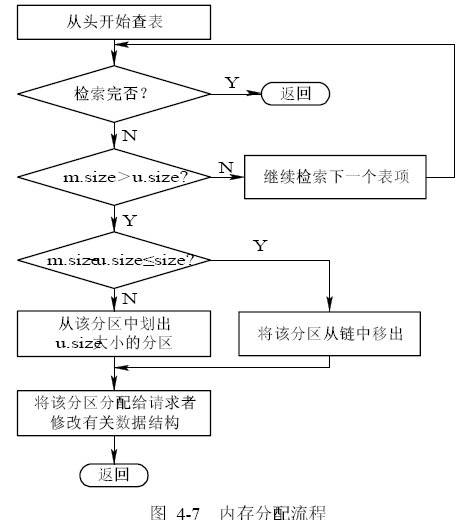 从头开始查表
检索完否？
Y
返回
N
m.size>u.size?
N
继续检索下一个表项
Y
m.size-u.size≤size?
Y
N
从该分区中划出
u.size大小的分区
将该分区从链中移出
将该分区分配给请求者
修改有关数据结构
返回
图 4-7 内存分配流程